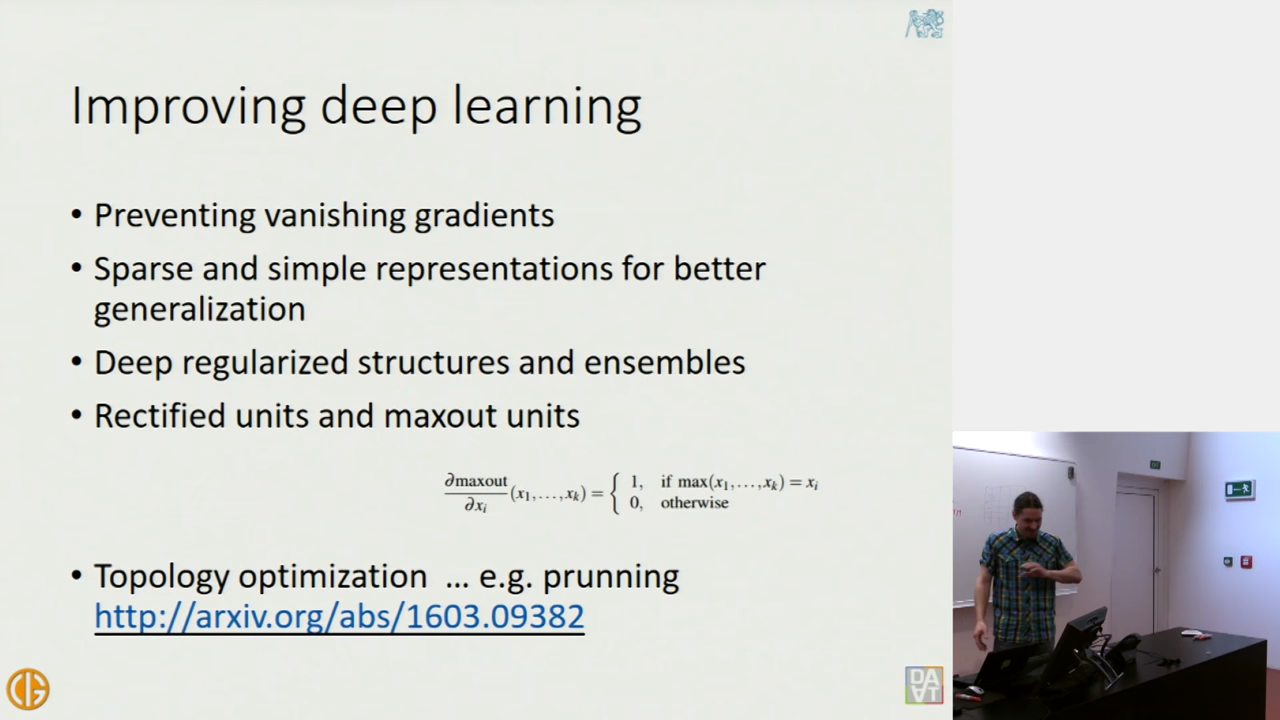 Improving deep learning
• Preventing vanishing gradients
• Sparse and simple representations for better
generalization
• Deep regularized structures and ensembles
• Rectified units and maxout units
∂maxout/∂xᵢ (x₁,…,xₖ) = { 1, if max(x₁,…,xₖ) = xᵢ
0, otherwise
• Topology optimization … e.g. prunning
http://arxiv.org/abs/1603.09382
DA
AT